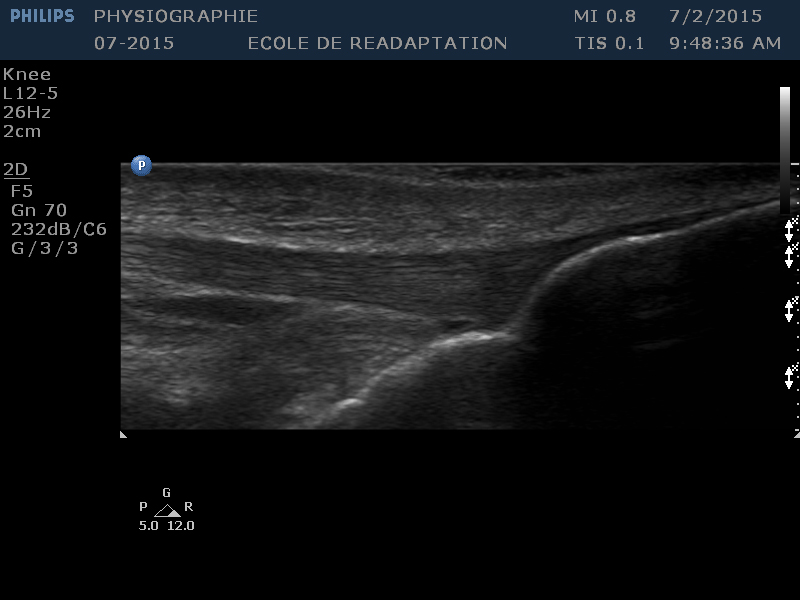 PHILIPS PHYSIOGRAPHIE MI 0.8 7/2/2015
07-2015 ECOLE DE READAPTATION TIS 0.1 9:48:36 AM
Knee
L12-5
26Hz
2cm
2D
F5
Gn 70
232dB/C6
G/3/3
P
G
P R
5.0 12.0